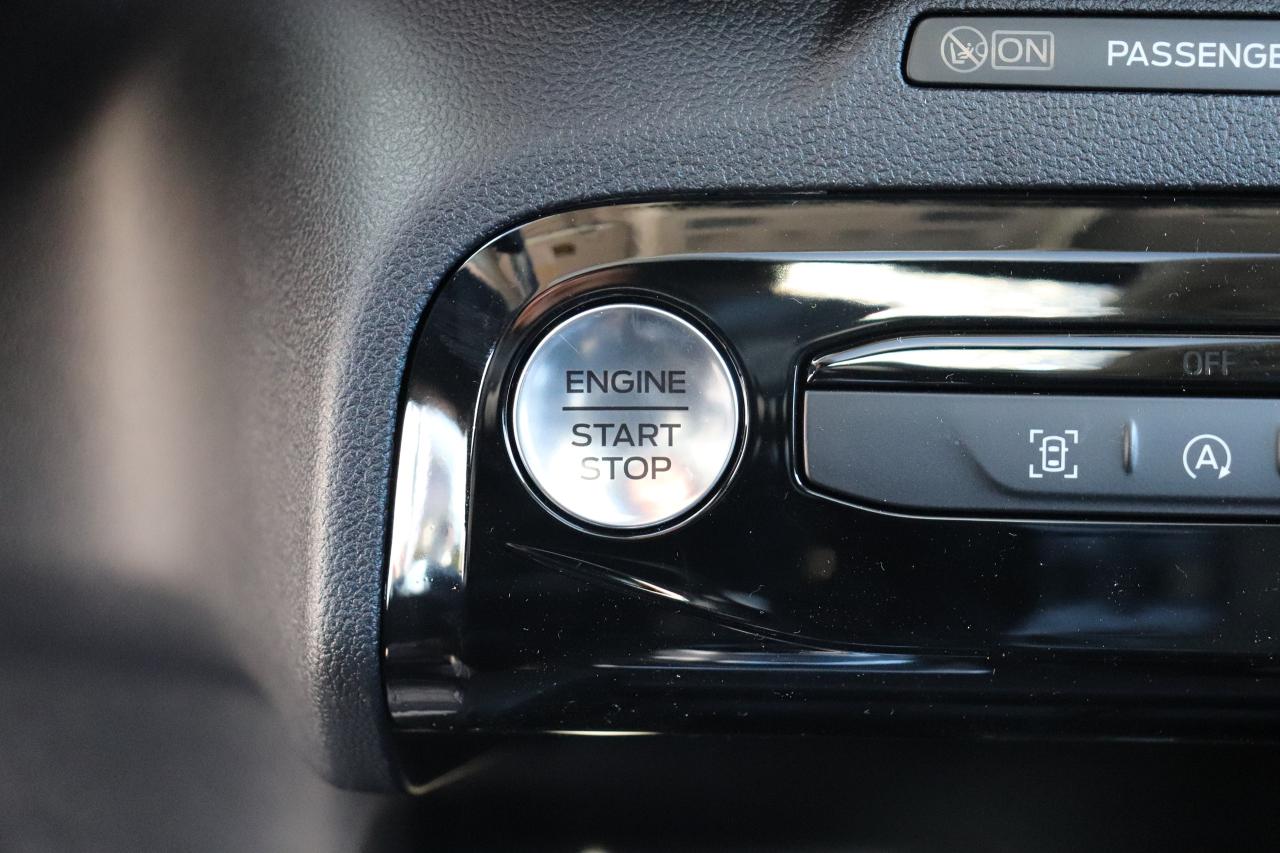 ON PASSENGE
OFF
ENGINE
START
STOP
A